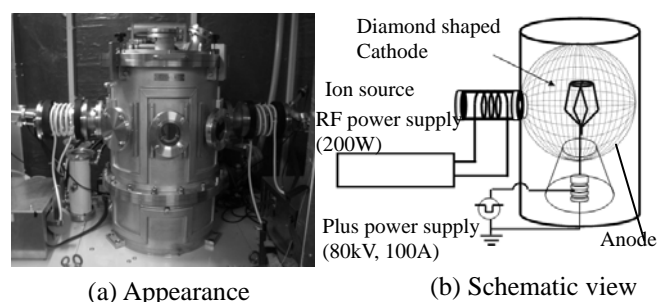 Diamond shaped
Cathode
Ion source
RF power supply
(200W)
Plus power supply
(80kV, 100A)
Anode
(a) Appearance
(b) Schematic view